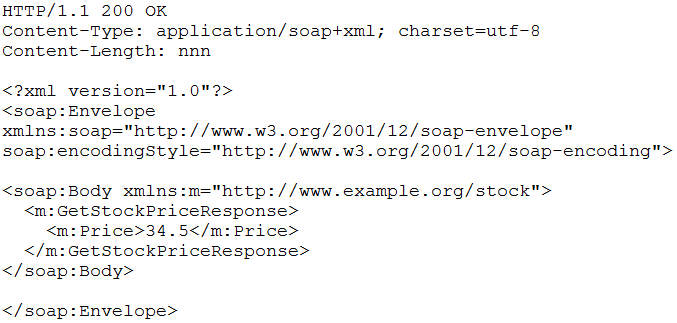 HTTP/1.1 200 OK
Content-Type: application/soap+xml; charset=utf-8
Content-Length: nnn

<?xml version="1.0"?>
<soap:Envelope
xmlns:soap="http://www.w3.org/2001/12/soap-envelope"
soap:encodingStyle="http://www.w3.org/2001/12/soap-encoding">

<soap:Body xmlns:m="http://www.example.org/stock">
  <m:GetStockPriceResponse>
    <m:Price>34.5</m:Price>
  </m:GetStockPriceResponse>
</soap:Body>

</soap:Envelope>